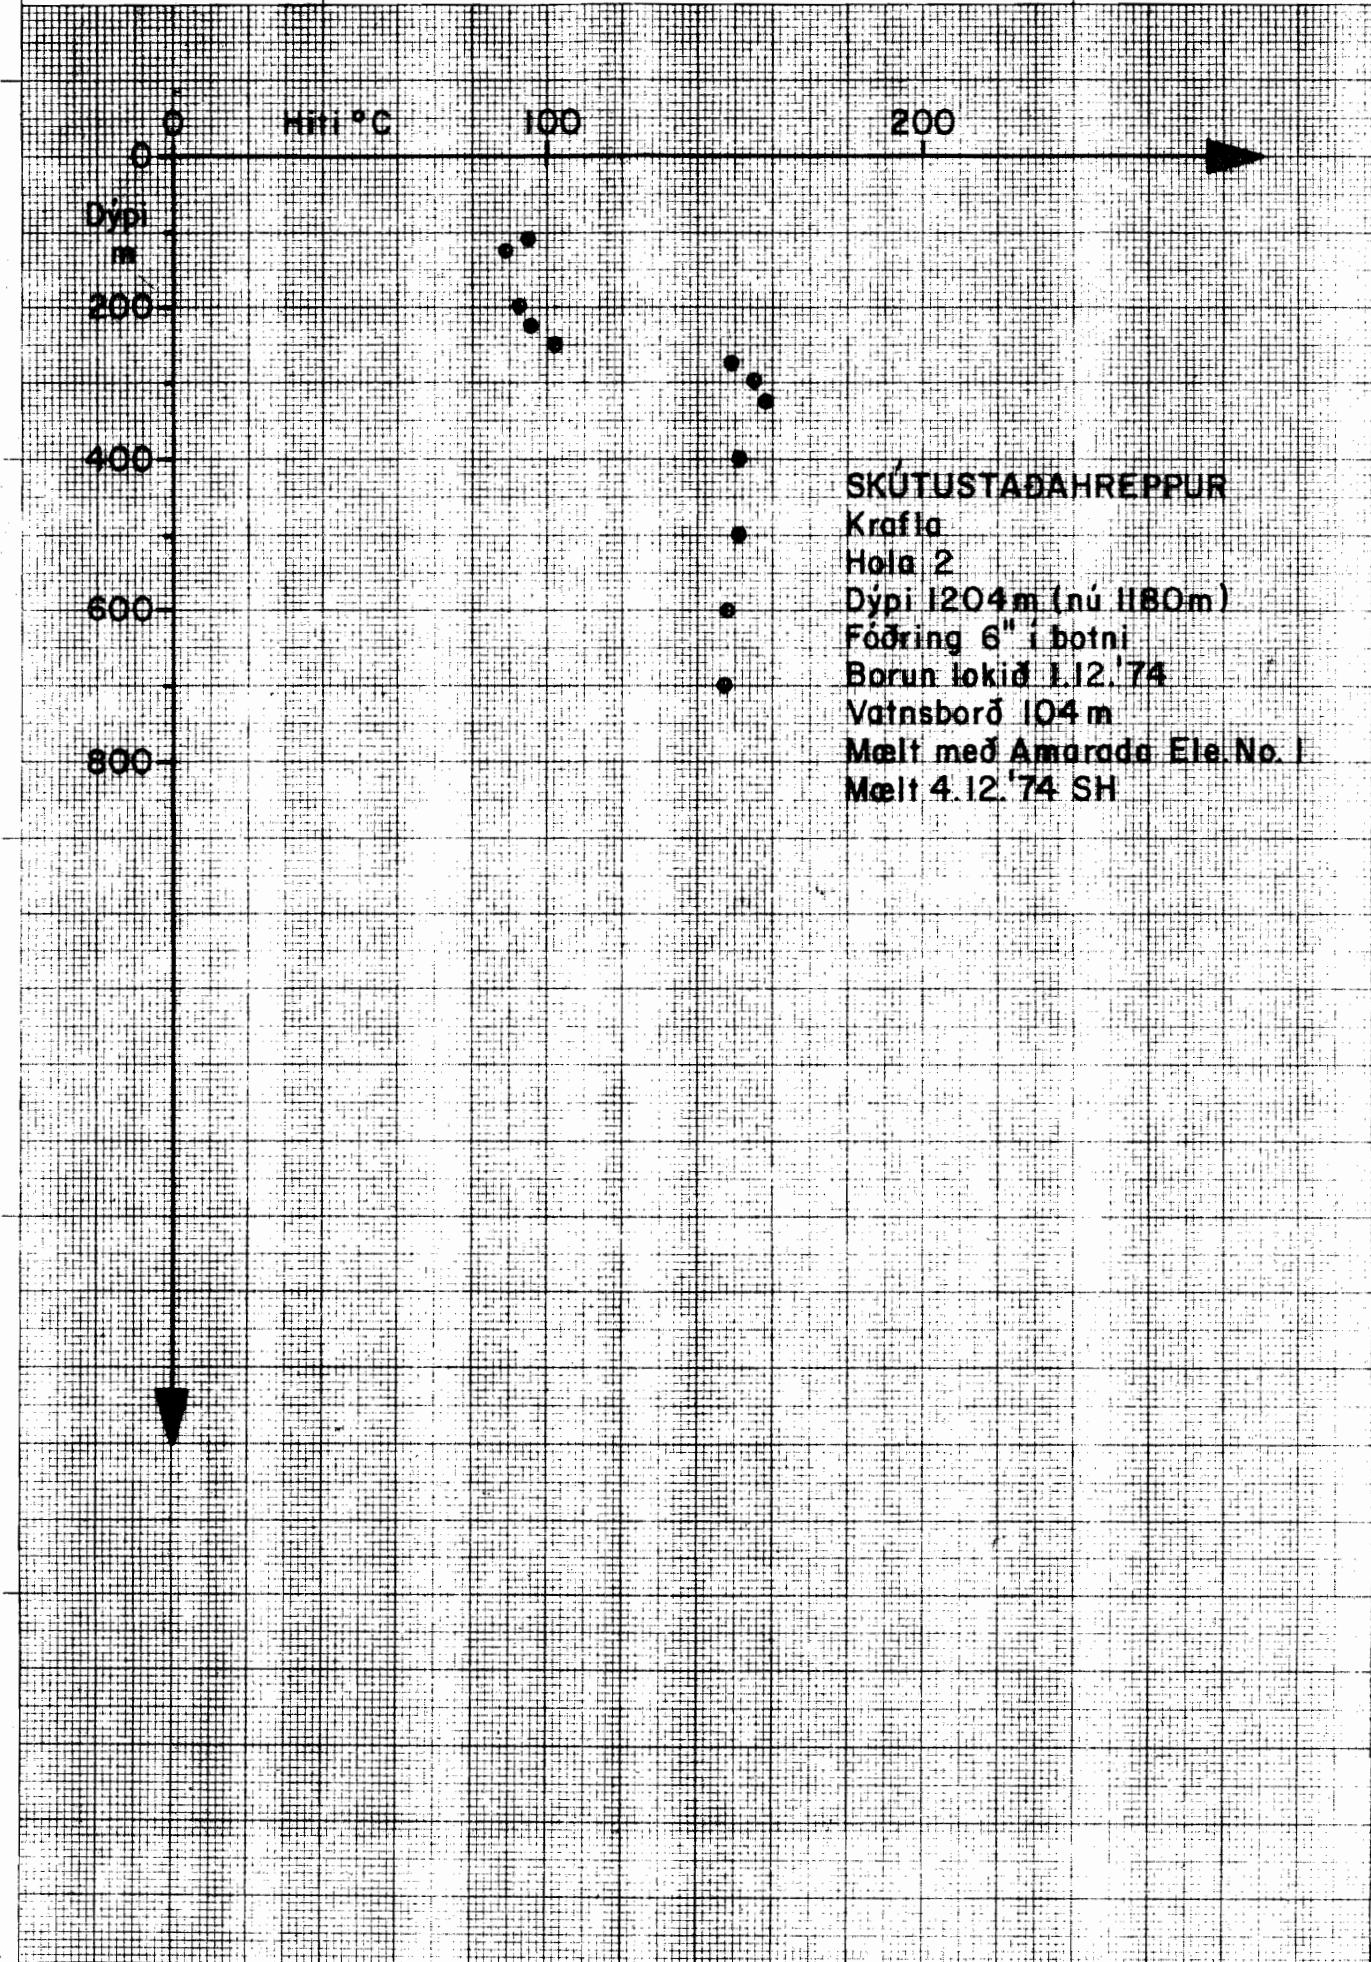 0 Hiti °C 100 200
0
Dýpi
m
200
400
600
800
SKÚTUSTAÐAHREPPUR
Krafla
Hola 2
Dýpi 1204m (nú 1180m)
Fóðring 6" í botni
Borun lokið 1.12.'74
Vatnsborð 104 m
Mælt með Amarada Ele. No. 1
Mælt 4.12.'74 SH